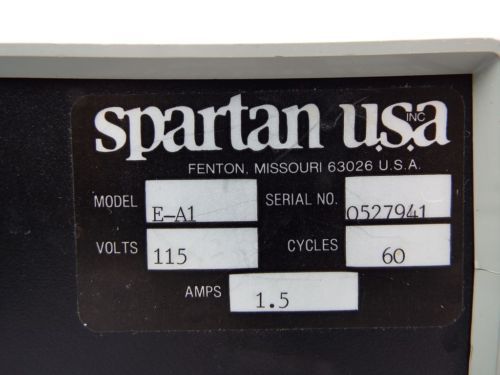 spartan u.s.a INC
FENTON, MISSOURI 63026 U.S.A.
MODEL E-A1 SERIAL NO. 0527941
VOLTS 115 CYCLES 60
AMPS 1.5